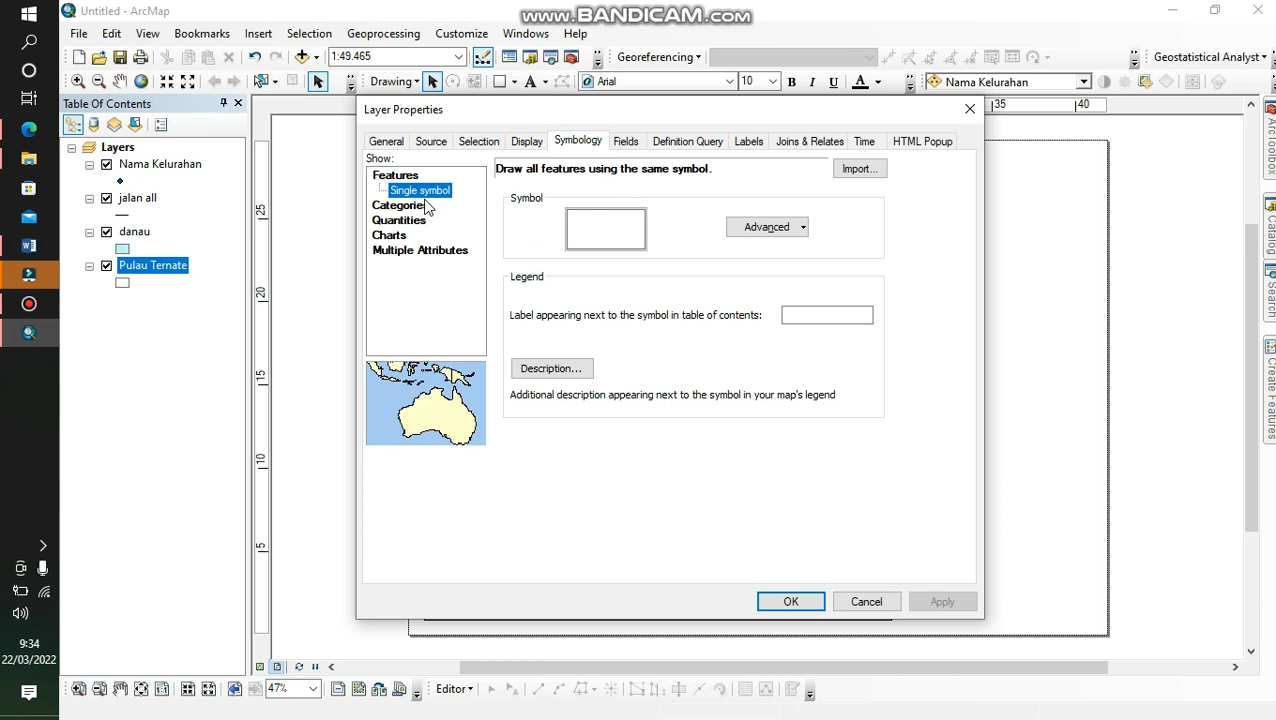 Untitled - ArcMap
www.BANDICAM.com
File Edit View Bookmarks Insert Selection Geoprocessing Customize Windows Help
1:49.465
Georeferencing
Geostatistical Analyst
Drawing
A
Arial
10
B I U A
Nama Kelurahan
Table Of Contents
Layers
Nama Kelurahan
jalan all
danau
Pulau Ternate
Layer Properties
General Source Selection Display Symbology Fields Definition Query Labels Joins & Relates Time HTML Popup
Show:
Features
Single symbol
Categories
Quantities
Charts
Multiple Attributes
Draw all features using the same symbol.
Import...
Symbol
Advanced
Legend
Label appearing next to the symbol in table of contents:
Description...
Additional description appearing next to the symbol in your map's legend
OK Cancel Apply
35 40
25
20
15
10
5
ArcToolbox
Catalog
Search
Create Features
47%
Editor
9:34
22/03/2022